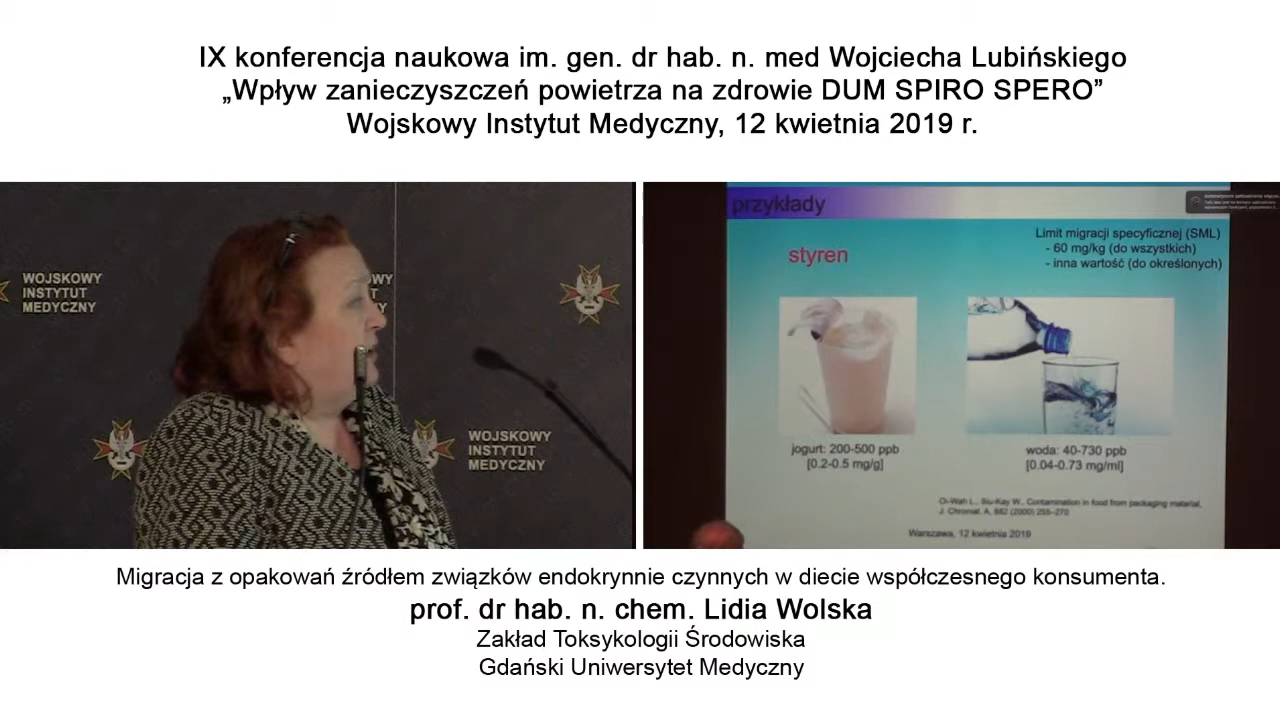 IX konferencja naukowa im. gen. dr hab. n. med Wojciecha Lubińskiego
„Wpływ zanieczyszczeń powietrza na zdrowie DUM SPIRO SPERO”
Wojskowy Instytut Medyczny, 12 kwietnia 2019 r.
WOJSKOWY
INSTYTUT
MEDYCZNY
WOJSKOWY
INSTYTUT
MEDYCZNY
przykłady
Limit migracji specyficznej (SML)
- 60 mg/kg (do wszystkich)
- inna wartość (do określonych)
styren
jogurt: 200-500 ppb
[0.2-0.5 mg/g]
woda: 40-730 ppb
[0.04-0.73 mg/ml]
Oi-Wah L., Siu-Kay W., Contamination in food from packaging material,
J. Chromat. A, 882 (2000) 255–270
Warszawa, 12 kwietnia 2019
Migracja z opakowań źródłem związków endokrynnie czynnych w diecie współczesnego konsumenta.
prof. dr hab. n. chem. Lidia Wolska
Zakład Toksykologii Środowiska
Gdański Uniwersytet Medyczny